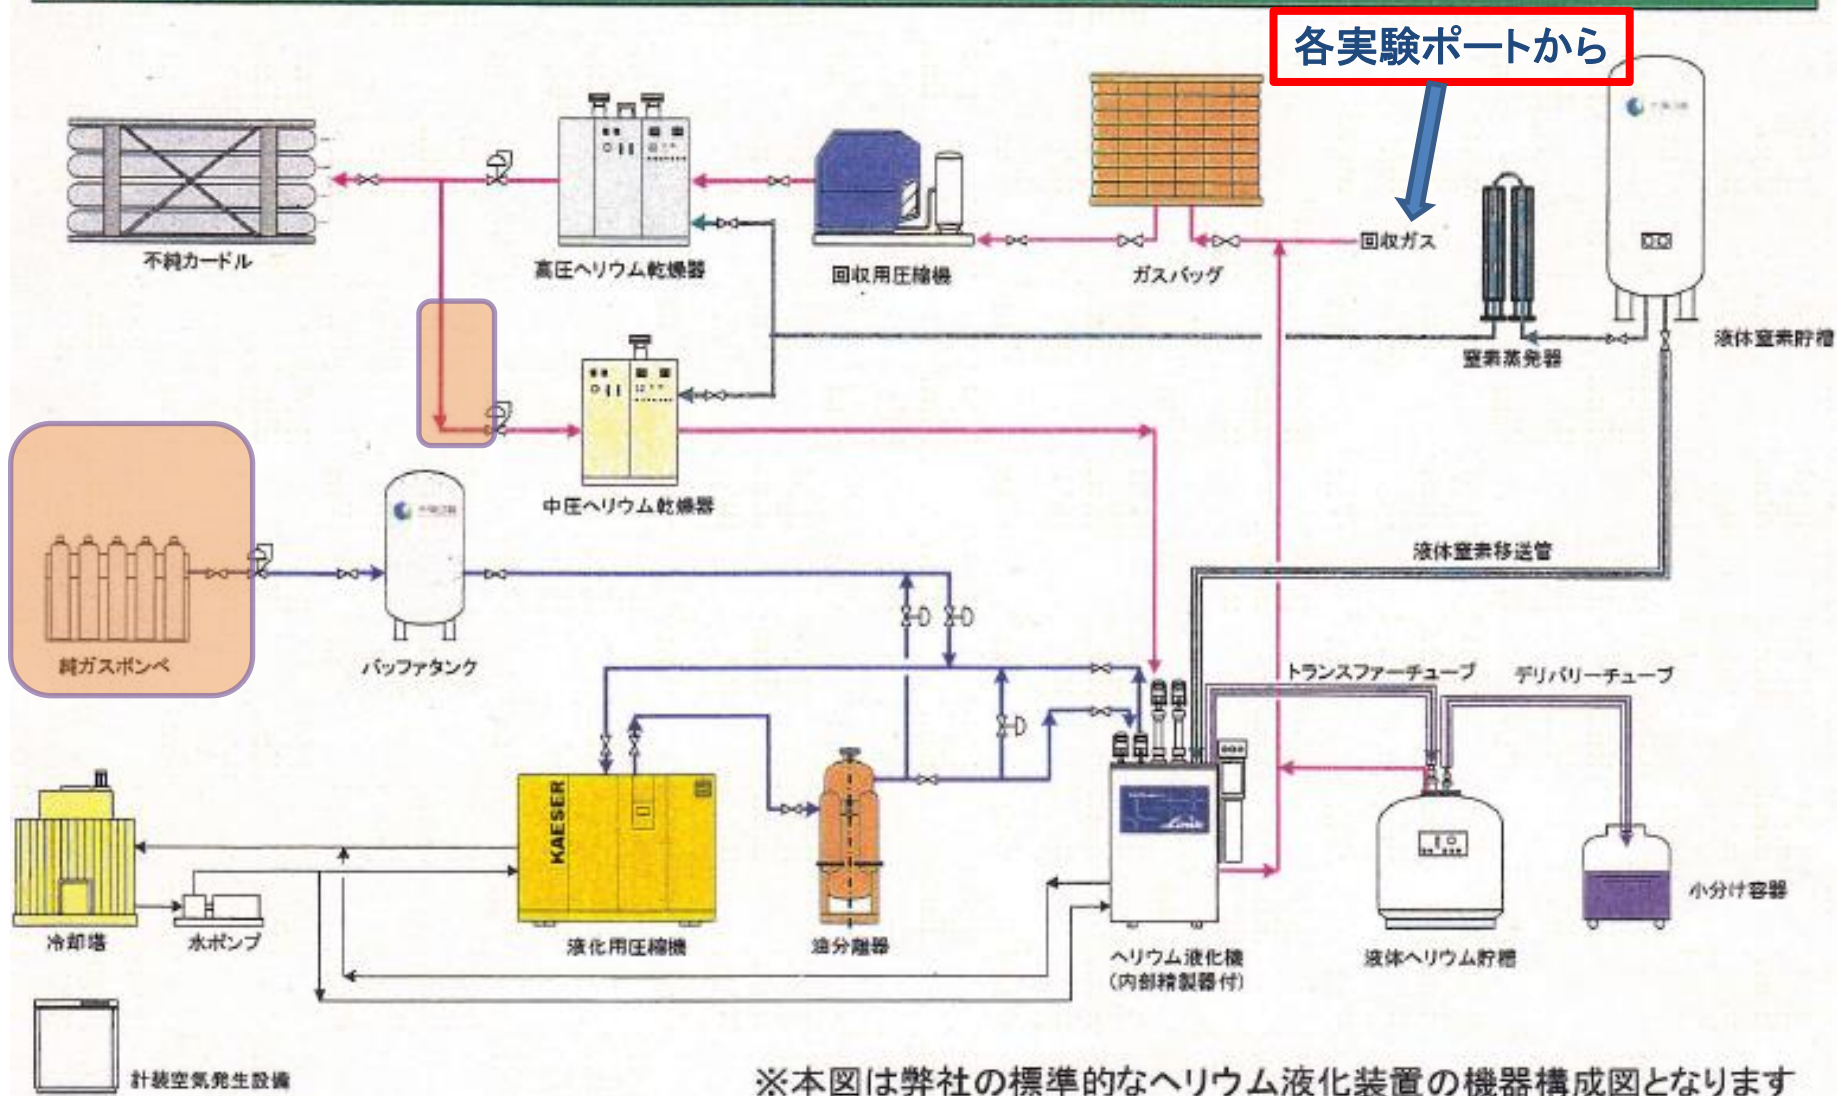 各実験ポートから
不純カードル
高圧ヘリウム乾燥器
回収用圧縮機
ガスバッグ
回収ガス
窒素蒸発器
液体窒素貯槽
中圧ヘリウム乾燥器
純ガスボンベ
バッファタンク
液体窒素移送管
トランスファーチューブ
デリバリーチューブ
KAESER
Linde
冷却塔
水ポンプ
液化用圧縮機
油分離器
ヘリウム液化機
(内部精製器付)
液体ヘリウム貯槽
小分け容器
計装空気発生設備
※本図は弊社の標準的なヘリウム液化装置の機器構成図となります